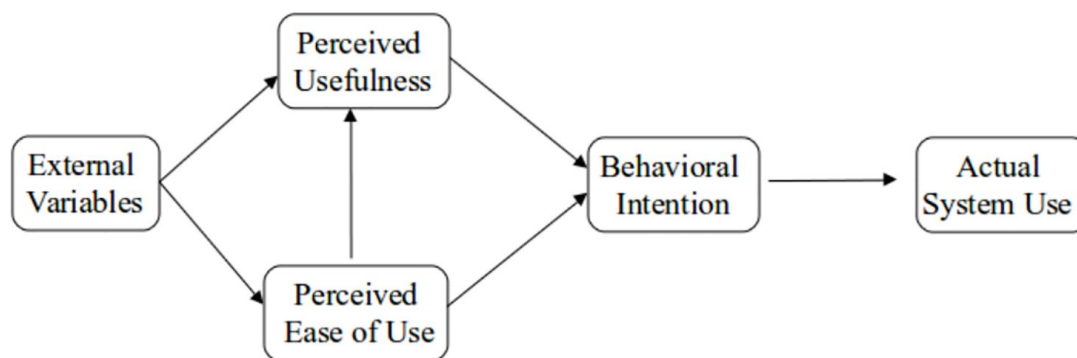 Perceived
Usefulness
External
Variables
Behavioral
Intention
Actual
System Use
Perceived
Ease of Use